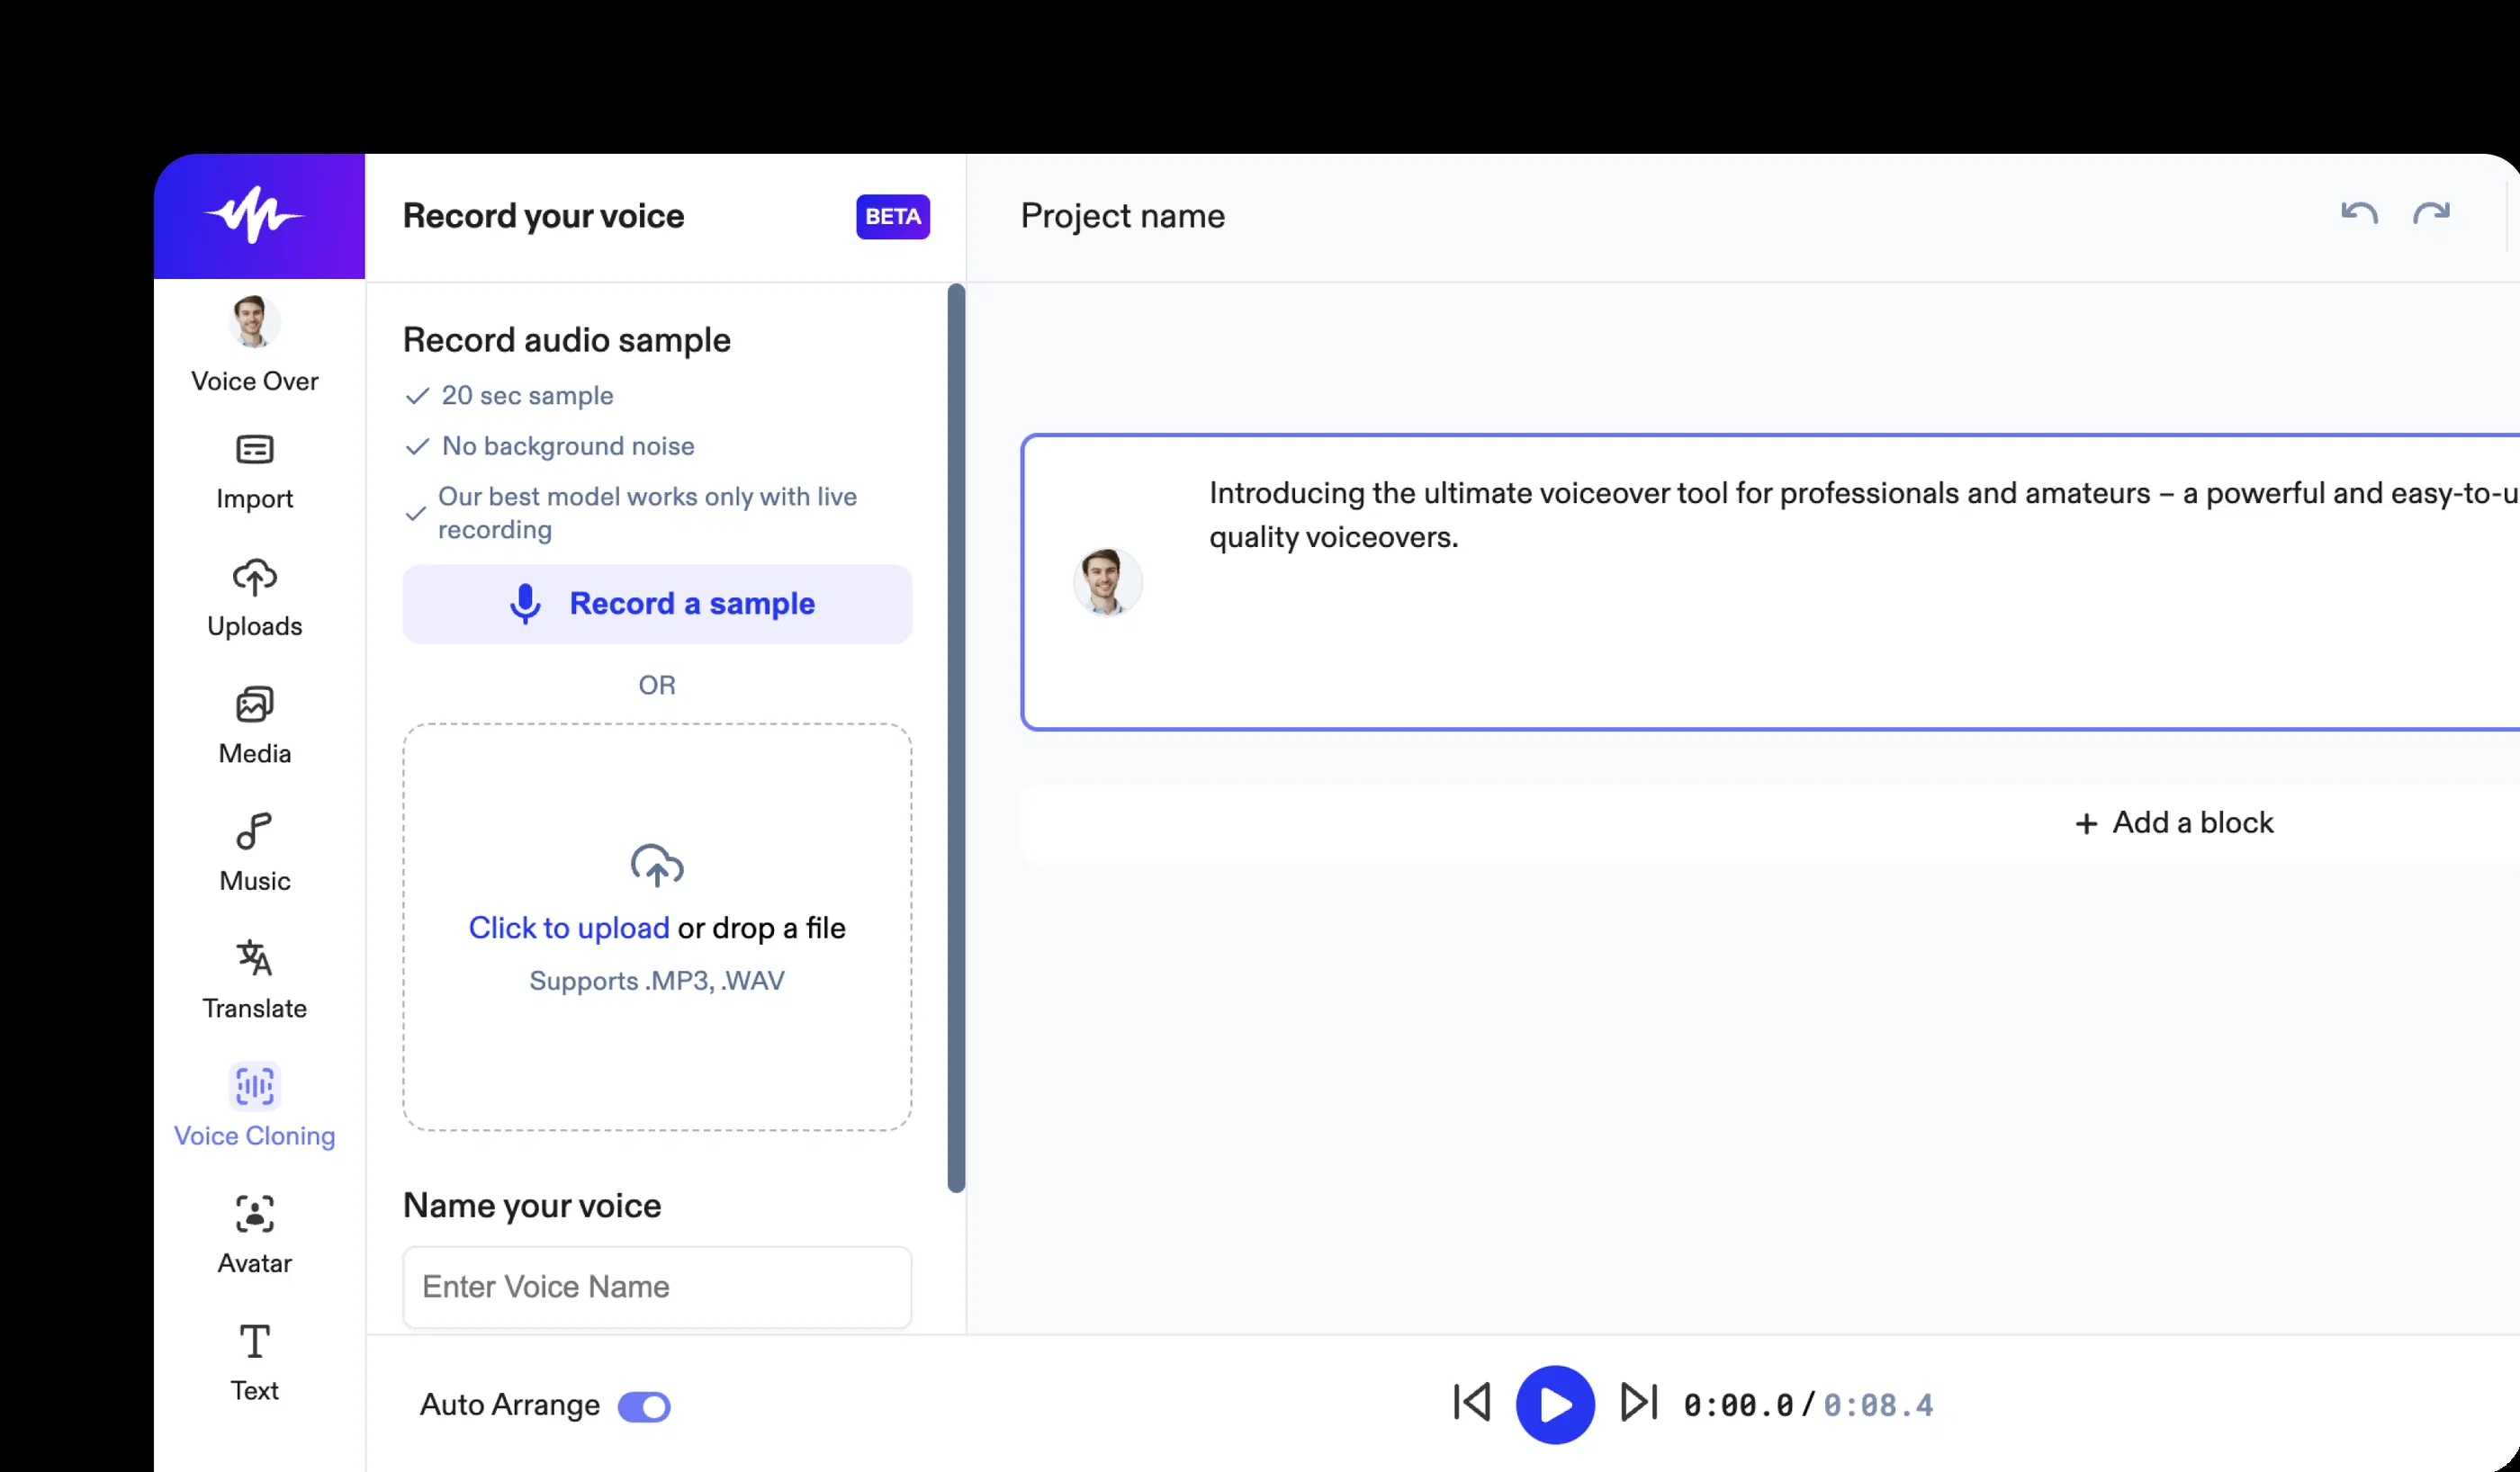 Record your voice
BETA
Project name
Voice Over
Import
Uploads
Media
Music
Translate
Voice Cloning
Avatar
Text
Record audio sample
20 sec sample
No background noise
Our best model works only with live
recording
Record a sample
OR
Click to upload or drop a file
Supports .MP3, .WAV
Name your voice
Enter Voice Name
Introducing the ultimate voiceover tool for professionals and amateurs – a powerful and easy-to-u
quality voiceovers.
+ Add a block
Auto Arrange
0:00.0 / 0:08.4